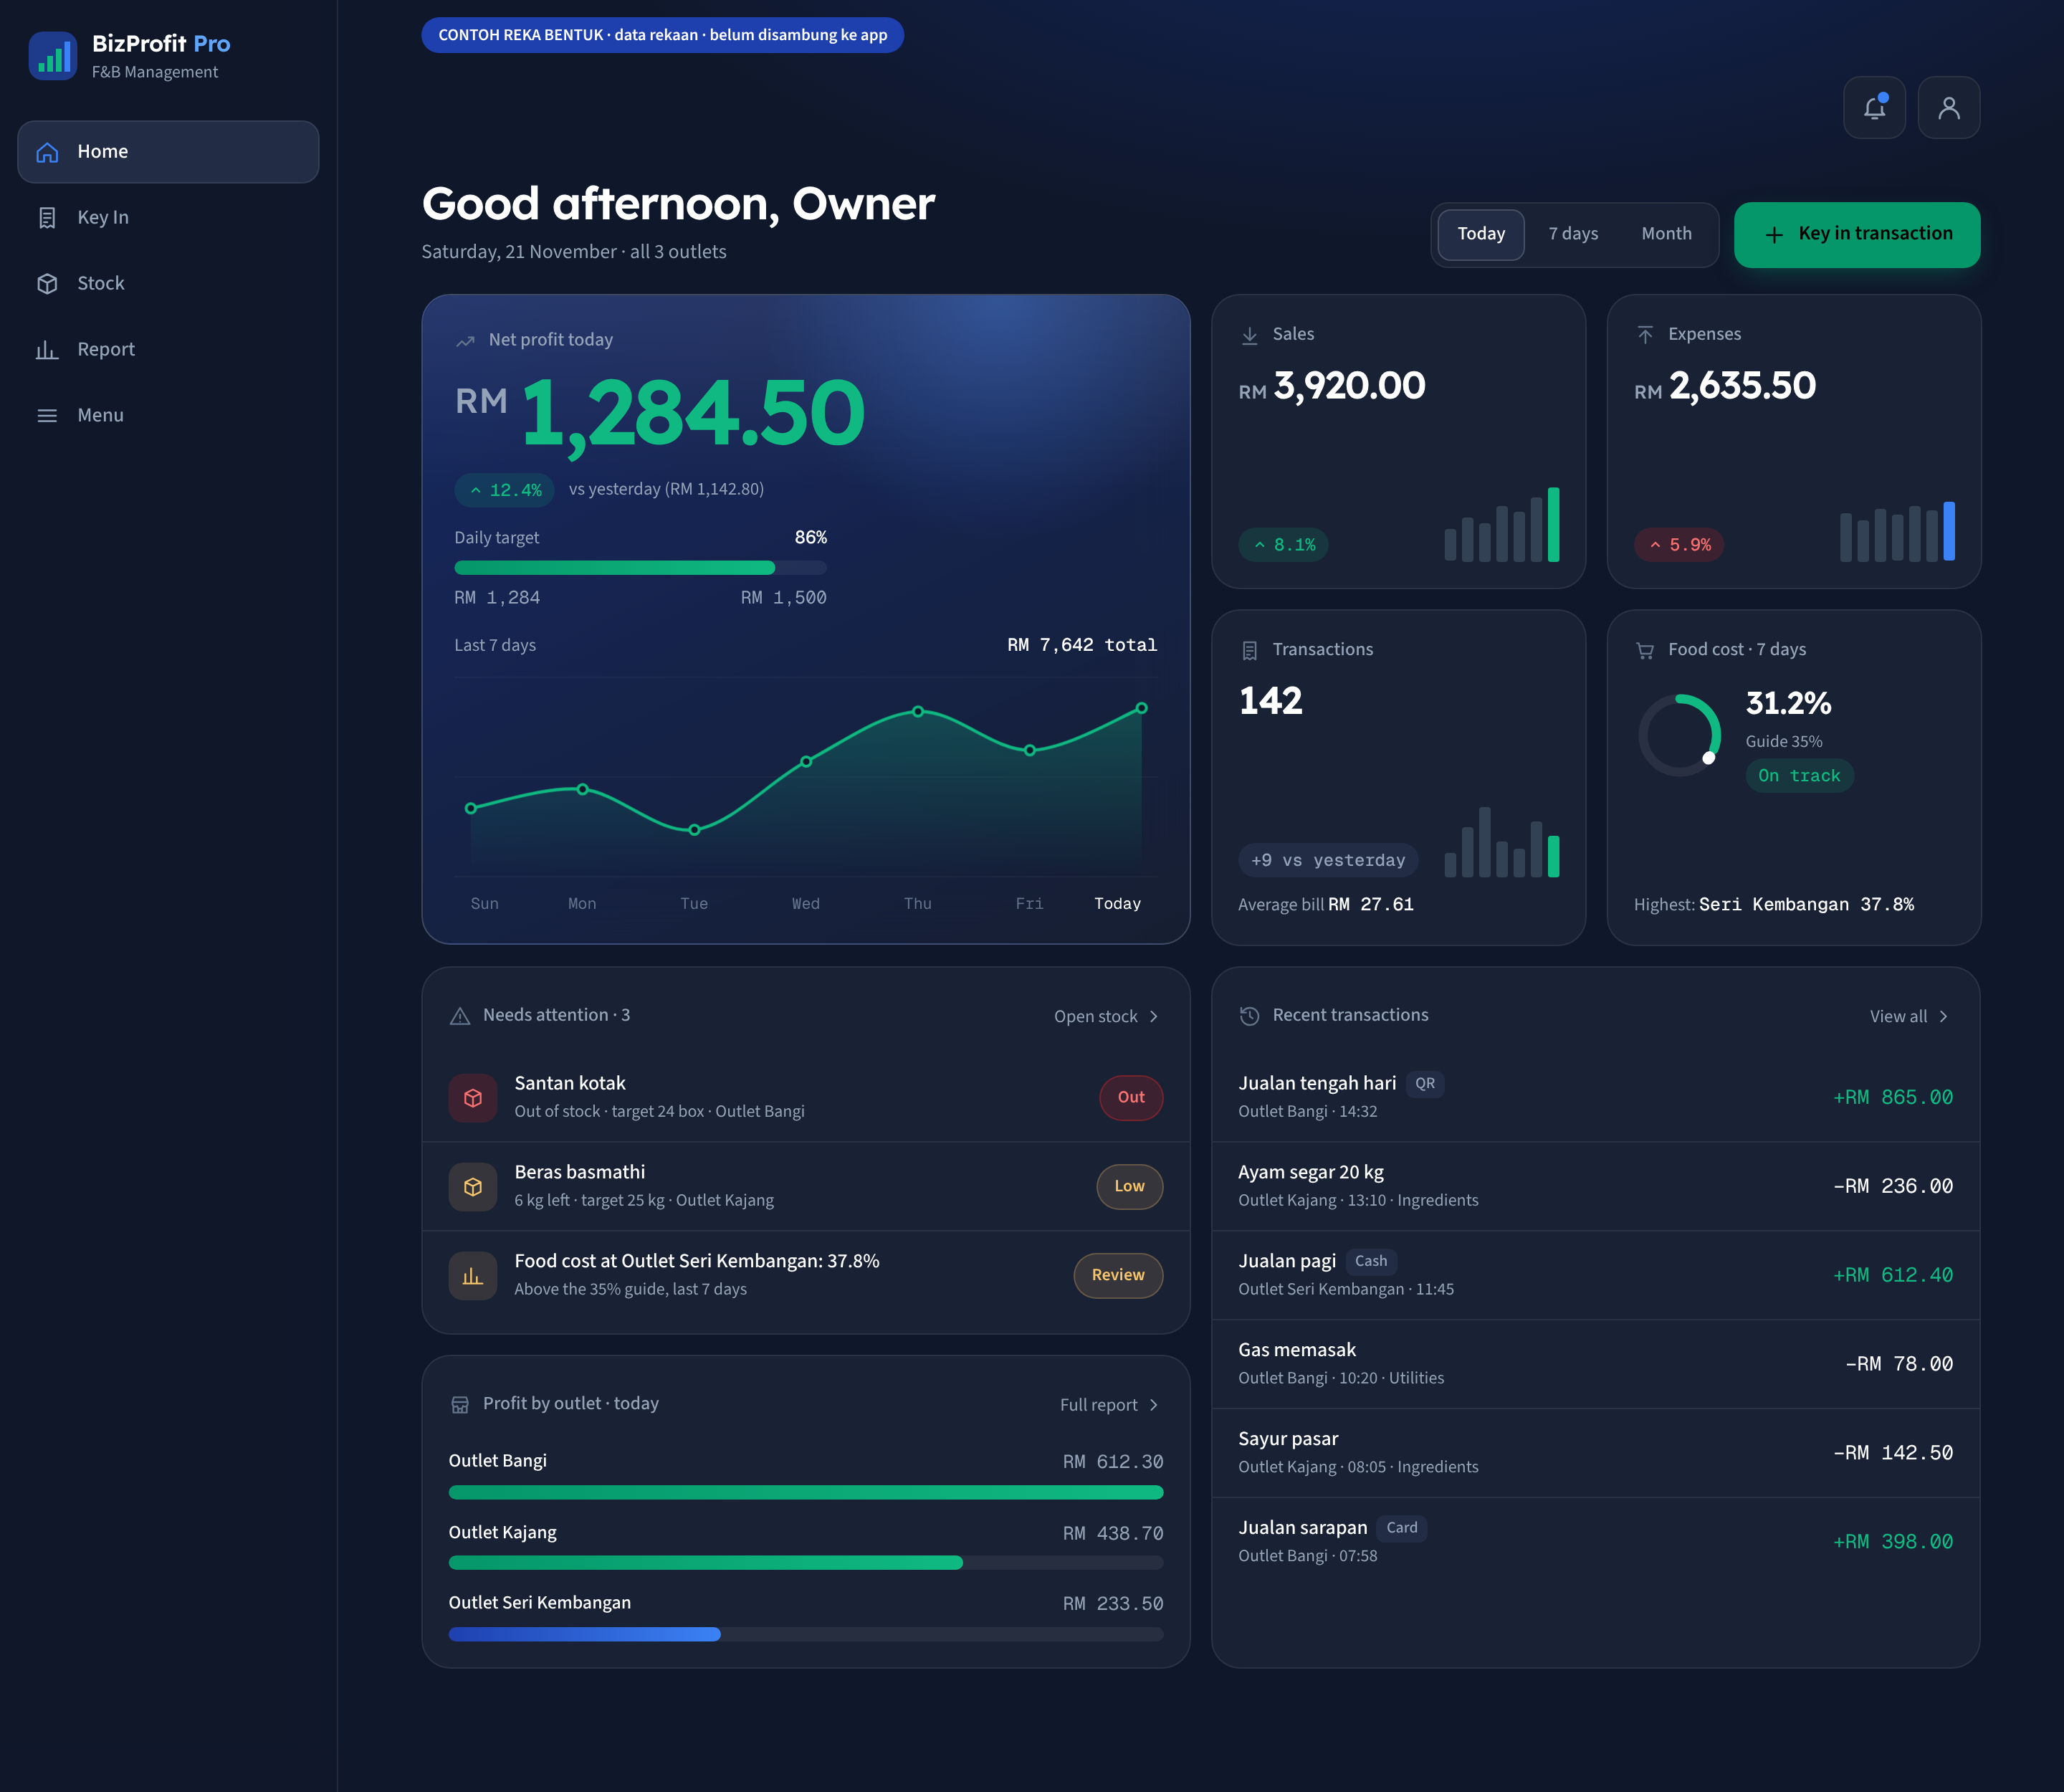 BizProfit Pro
F&B Management
Home
Key In
Stock
Report
Menu
CONTOH REKA BENTUK · data rekaan · belum disambung ke app
Good afternoon, Owner
Saturday, 21 November · all 3 outlets
Today
7 days
Month
Key in transaction
Net profit today
RM 1,284.50
12.4% vs yesterday (RM 1,142.80)
Daily target 86%
RM 1,284 RM 1,500
Last 7 days RM 7,642 total
Sun Mon Tue Wed Thu Fri Today
Sales
RM 3,920.00
8.1%
Expenses
RM 2,635.50
5.9%
Transactions
142
+9 vs yesterday
Average bill RM 27.61
Food cost · 7 days
31.2%
Guide 35%
On track
Highest: Seri Kembangan 37.8%
Needs attention · 3
Open stock
Santan kotak
Out of stock · target 24 box · Outlet Bangi
Out
Beras basmathi
6 kg left · target 25 kg · Outlet Kajang
Low
Food cost at Outlet Seri Kembangan: 37.8%
Above the 35% guide, last 7 days
Review
Profit by outlet · today
Full report
Outlet Bangi RM 612.30
Outlet Kajang RM 438.70
Outlet Seri Kembangan RM 233.50
Recent transactions
View all
Jualan tengah hari QR
Outlet Bangi · 14:32
+RM 865.00
Ayam segar 20 kg
Outlet Kajang · 13:10 · Ingredients
−RM 236.00
Jualan pagi Cash
Outlet Seri Kembangan · 11:45
+RM 612.40
Gas memasak
Outlet Bangi · 10:20 · Utilities
−RM 78.00
Sayur pasar
Outlet Kajang · 08:05 · Ingredients
−RM 142.50
Jualan sarapan Card
Outlet Bangi · 07:58
+RM 398.00